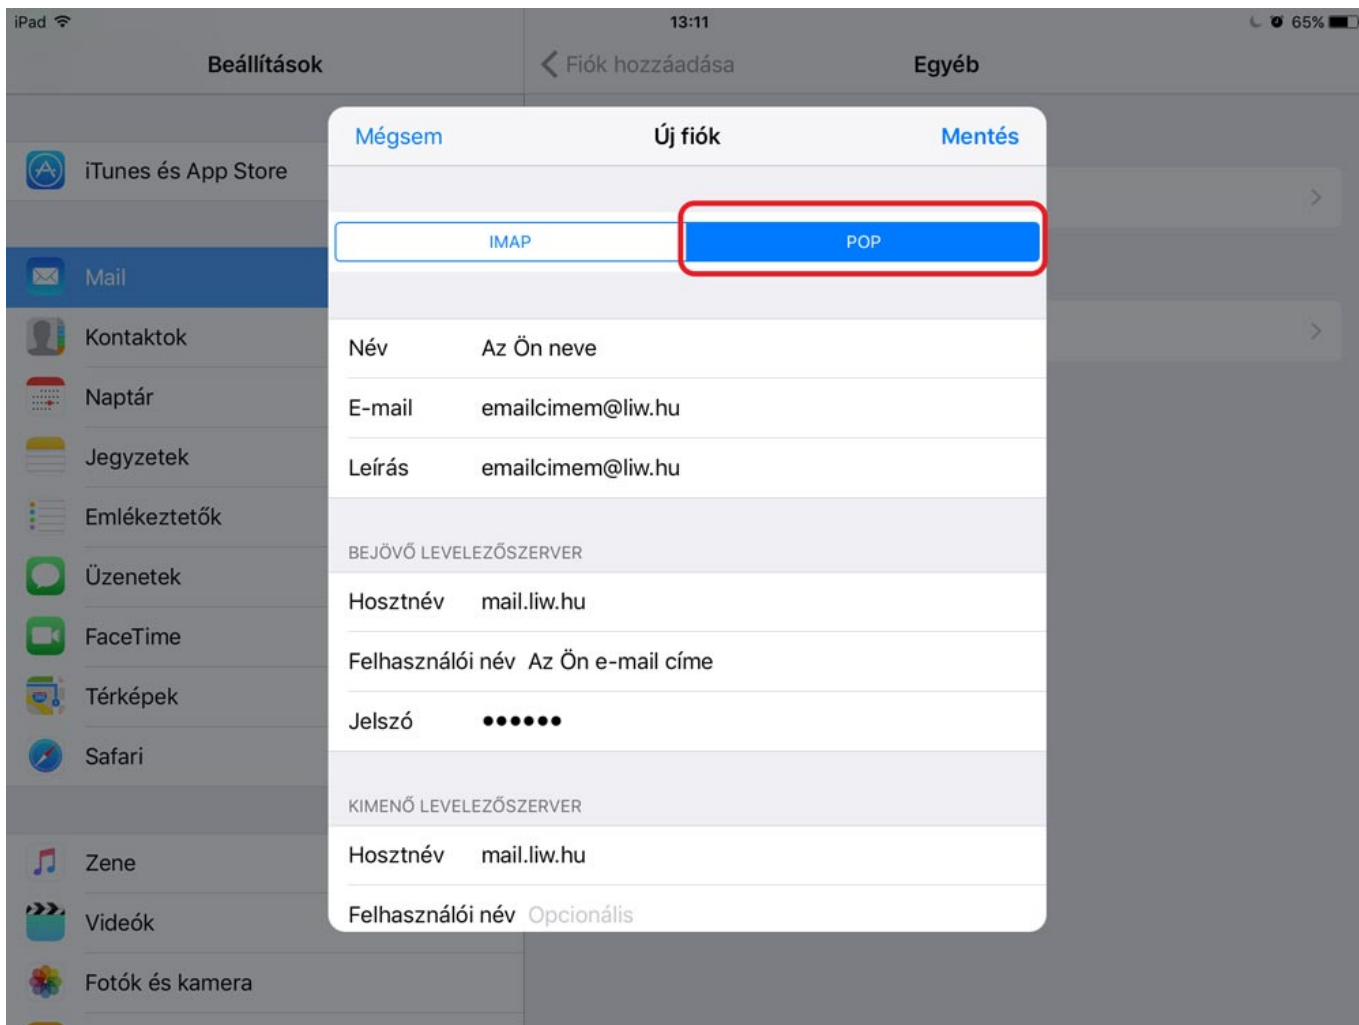 iPad 13:11 65%
Beállítások
Fiók hozzáadása Egyéb
Mégsem Új fiók Mentés
iTunes és App Store
IMAP POP
Mail
Kontaktok
Naptár
Jegyzetek
Emlékeztetők
Üzenetek
FaceTime
Térképek
Safari
Zene
Videók
Fotók és kamera
Név Az Ön neve
E-mail emailcimem@liw.hu
Leírás emailcimem@liw.hu
BEJÖVŐ LEVELEZŐSZERVER
Hosztnév mail.liw.hu
Felhasználói név Az Ön e-mail címe
Jelszó ●●●●●●
KIMENŐ LEVELEZŐSZERVER
Hosztnév mail.liw.hu
Felhasználói név Opcionális